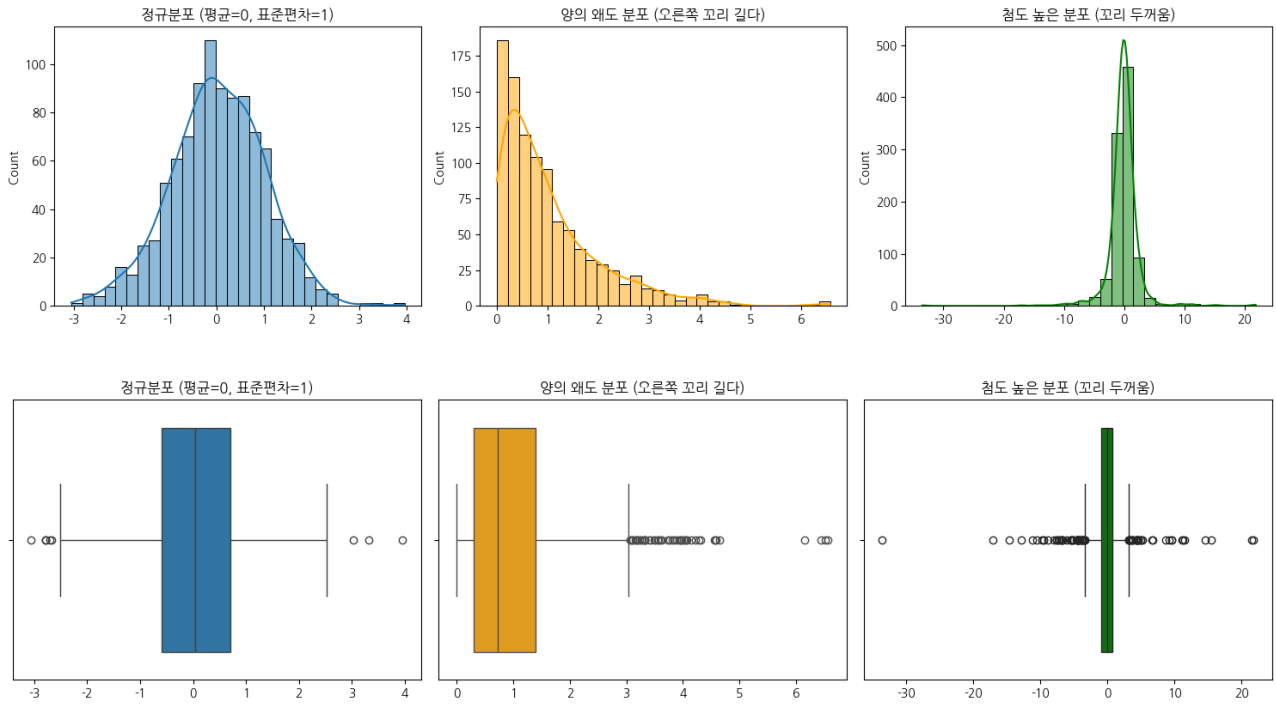 정규분포 (평균=0, 표준편차=1)
양의 왜도 분포 (오른쪽 꼬리 길다)
첨도 높은 분포 (꼬리 두꺼움)
Count
100
80
60
40
20
0
-3 -2 -1 0 1 2 3 4
Count
175
150
125
100
75
50
25
0
0 1 2 3 4 5 6
Count
500
400
300
200
100
0
-30 -20 -10 0 10 20
정규분포 (평균=0, 표준편차=1)
양의 왜도 분포 (오른쪽 꼬리 길다)
첨도 높은 분포 (꼬리 두꺼움)
-3 -2 -1 0 1 2 3 4
0 1 2 3 4 5 6
-30 -20 -10 0 10 20